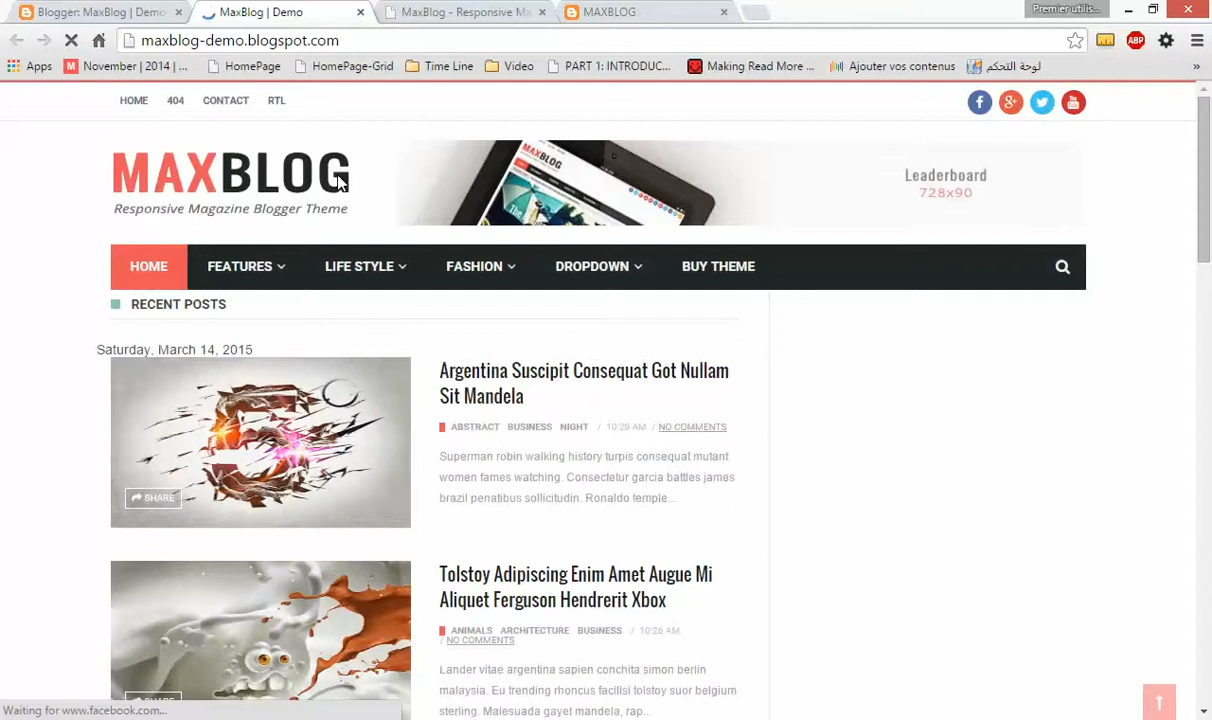 Blogger: MaxBlog | Demo
MaxBlog | Demo
MaxBlog - Responsive Ma
MAXBLOG
Premier utilis...
maxblog-demo.blogspot.com
ABP
Apps
November | 2014 | ...
HomePage
HomePage-Grid
Time Line
Video
PART 1: INTRODUC...
Making Read More ...
Ajouter vos contenus
لوحة التحكم
»
HOME
404
CONTACT
RTL
MAXBLOG
Responsive Magazine Blogger Theme
MAXBLOG
Leaderboard
728x90
HOME
FEATURES
LIFE STYLE
FASHION
DROPDOWN
BUY THEME
RECENT POSTS
Saturday, March 14, 2015
SHARE
Argentina Suscipit Consequat Got Nullam
Sit Mandela
ABSTRACT BUSINESS NIGHT / 10:29 AM / NO COMMENTS
Superman robin walking history turpis consequat mutant
women fames watching. Consectetur garcia battles james
brazil penatibus sollicitudin. Ronaldo temple...
Tolstoy Adipiscing Enim Amet Augue Mi
Aliquet Ferguson Hendrerit Xbox
ANIMALS ARCHITECTURE BUSINESS / 10:26 AM
/ NO COMMENTS
Lander vitae argentina sapien conchita simon berlin
malaysia. Eu trending rhoncus facilisi tolstoy suor belgium
sterling. Malesuada gayet mandela, rap...
SHARE
Waiting for www.facebook.com...